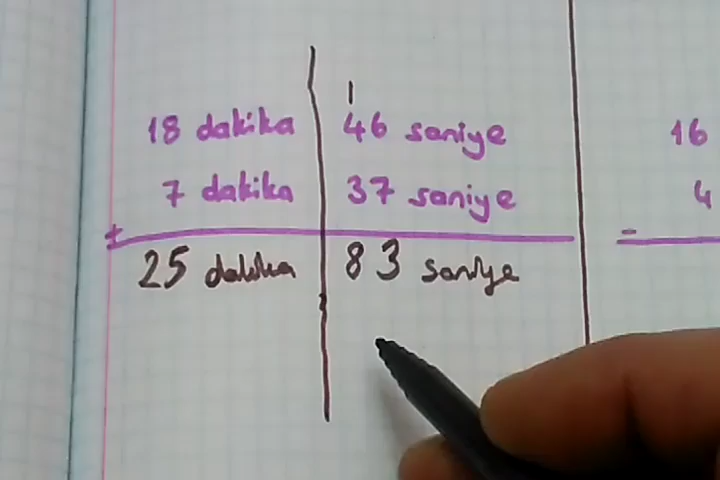 1
18 dakika 46 saniye 16
7 dakika 37 saniye 4
+ -
25 dakika 83 saniye